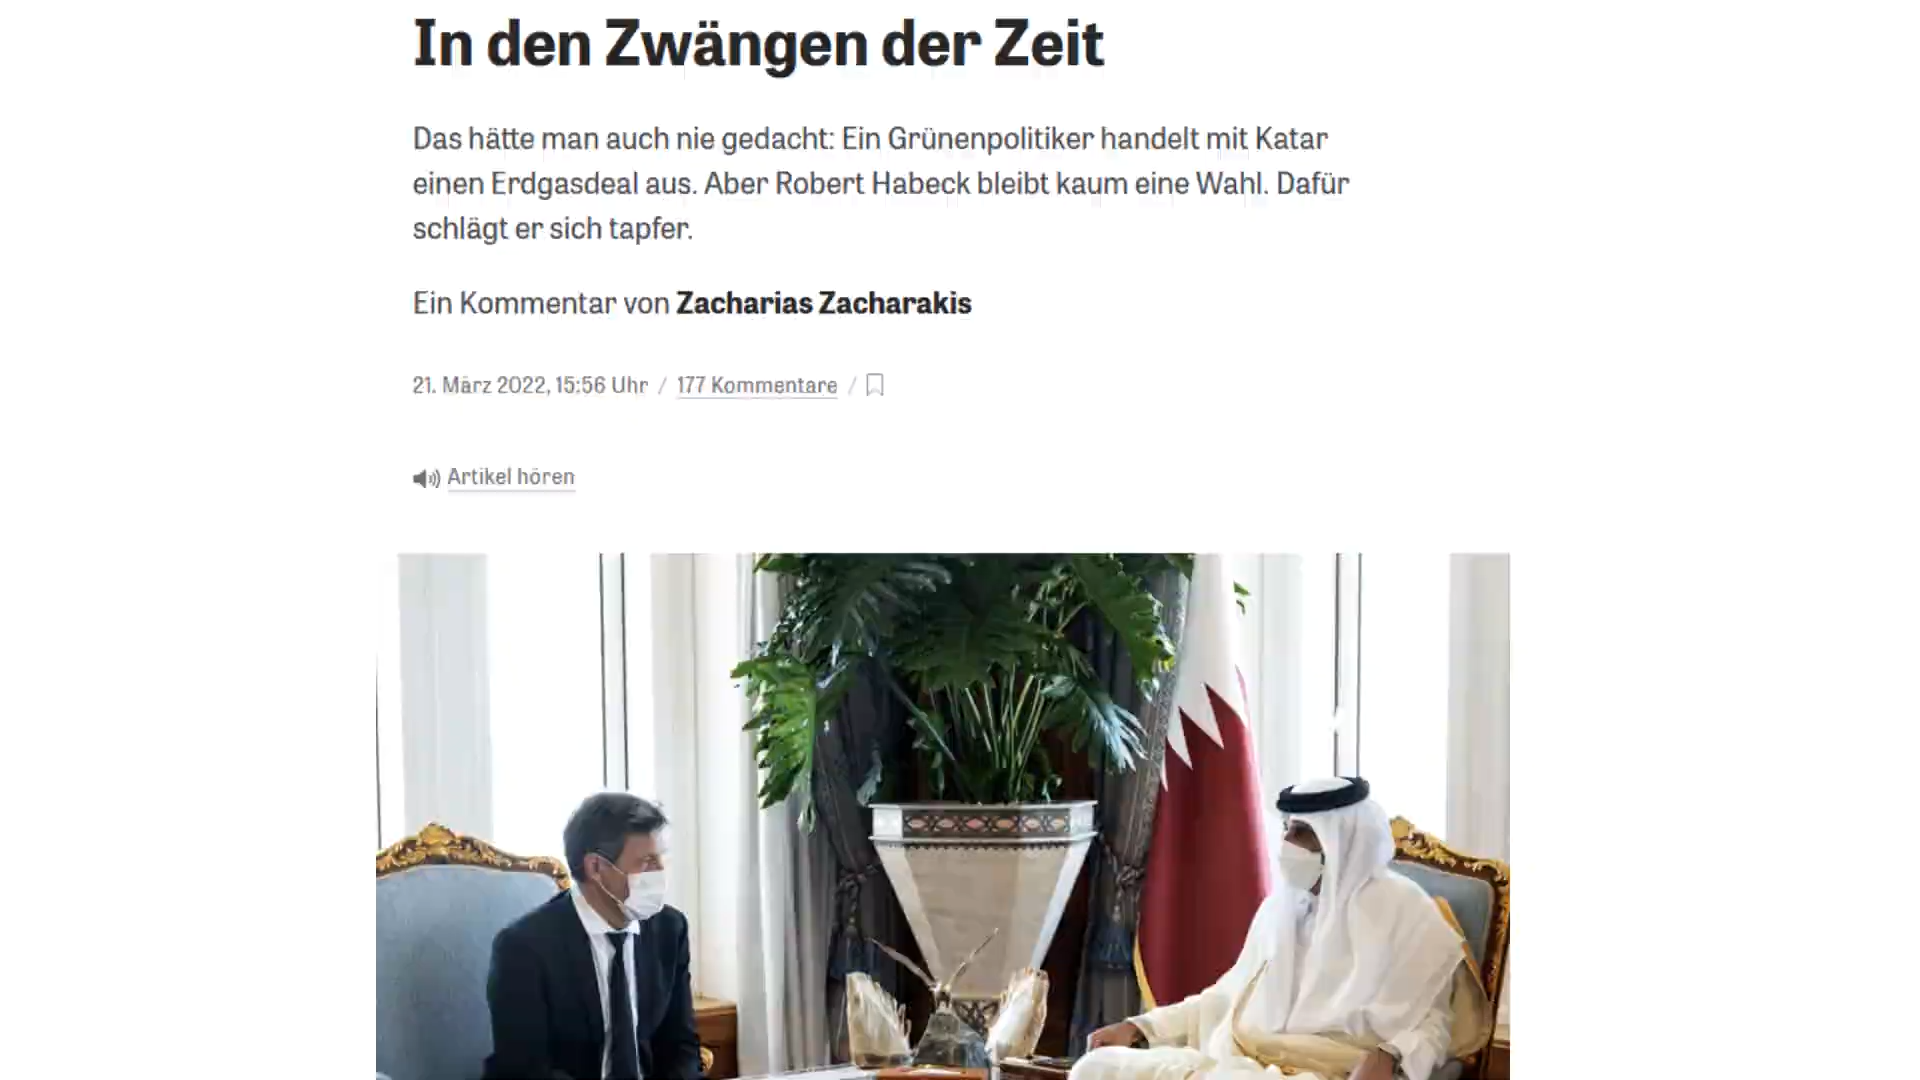 In den Zwängen der Zeit
Das hätte man auch nie gedacht: Ein Grünenpolitiker handelt mit Katar
einen Erdgasdeal aus. Aber Robert Habeck bleibt kaum eine Wahl. Dafür
schlägt er sich tapfer.
Ein Kommentar von Zacharias Zacharakis
21. März 2022, 15:56 Uhr / 177 Kommentare /
Artikel hören